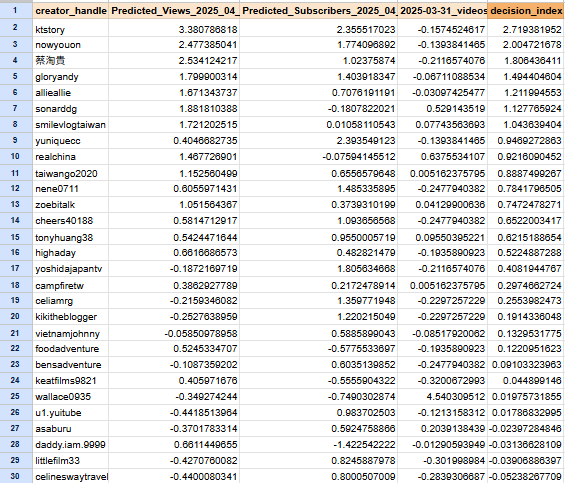 1 creator_handle Predicted_Views_2025_04_ Predicted_Subscribers_2025_04_ 2025-03-31_videos decision_index
2 ktstory 3.380786818 2.355517023 -0.1574524617 2.719381952
3 nowyouon 2.477385041 1.774096892 -0.1393841465 2.004721678
4 蔡淘貴 2.534124217 1.02375874 -0.2116574076 1.806436411
5 gloryandy 1.799900314 1.403918347 -0.06711088534 1.494404604
6 allieallie 1.671343737 0.7076191191 -0.03097425477 1.211994553
7 sonarddg 1.881810388 -0.1807822021 0.529143519 1.127765924
8 smilevlogtaiwan 1.721202515 0.01058110543 0.07743563693 1.043639404
9 yuniquecc 0.4046682735 2.393549123 -0.1393841465 0.9469272863
10 realchina 1.467726901 -0.07594145512 0.6375534107 0.9216090452
11 taiwango2020 1.152560499 0.6556579648 0.005162375795 0.8887499267
12 nene0711 0.6055971431 1.485335895 -0.2477940382 0.7841796505
13 zoebitalk 1.051564367 0.3739310199 0.04129900636 0.7472478271
14 cheers40188 0.5814712917 1.093656568 -0.2477940382 0.6522003417
15 tonyhuang38 0.5424471644 0.9550005719 0.09550395221 0.6215188654
16 highaday 0.6616686573 0.482821479 -0.1935890923 0.5224887288
17 yoshidajapantv -0.1872169719 1.805634668 -0.2116574076 0.4081944767
18 campfiretw 0.3862927789 0.2172478914 0.005162375795 0.2974662724
19 celiamrg -0.2159346082 1.359771948 -0.2297257229 0.2553982473
20 kikitheblogger -0.2527638959 1.220215049 -0.2297257229 0.1914336048
21 vietnamjohnny -0.05850978958 0.5885899043 -0.08517920062 0.1329531775
22 foodadventure 0.5245334707 -0.5775533697 -0.1935890923 0.1220951623
23 bensadventure -0.1087359202 0.6035139852 -0.2477940382 0.09103323963
24 keatfilms9821 0.405971676 -0.5555904322 -0.3200672993 0.044899146
25 wallace0935 -0.349274244 -0.7490302874 4.540309512 0.01975731855
26 u1.yuitube -0.4418513964 0.983702503 -0.1213158312 0.01786832995
27 asaburu -0.3701783314 0.5924758866 0.2039138439 -0.02397284846
28 daddy.iam.9999 0.6611449655 -1.422542222 -0.01290593949 -0.03136628109
29 littlefilm33 -0.4270760082 0.8245887978 -0.301998984 -0.03906886397
30 celineswaytravel -0.4400080341 0.8000507009 -0.2839306687 -0.05238267709